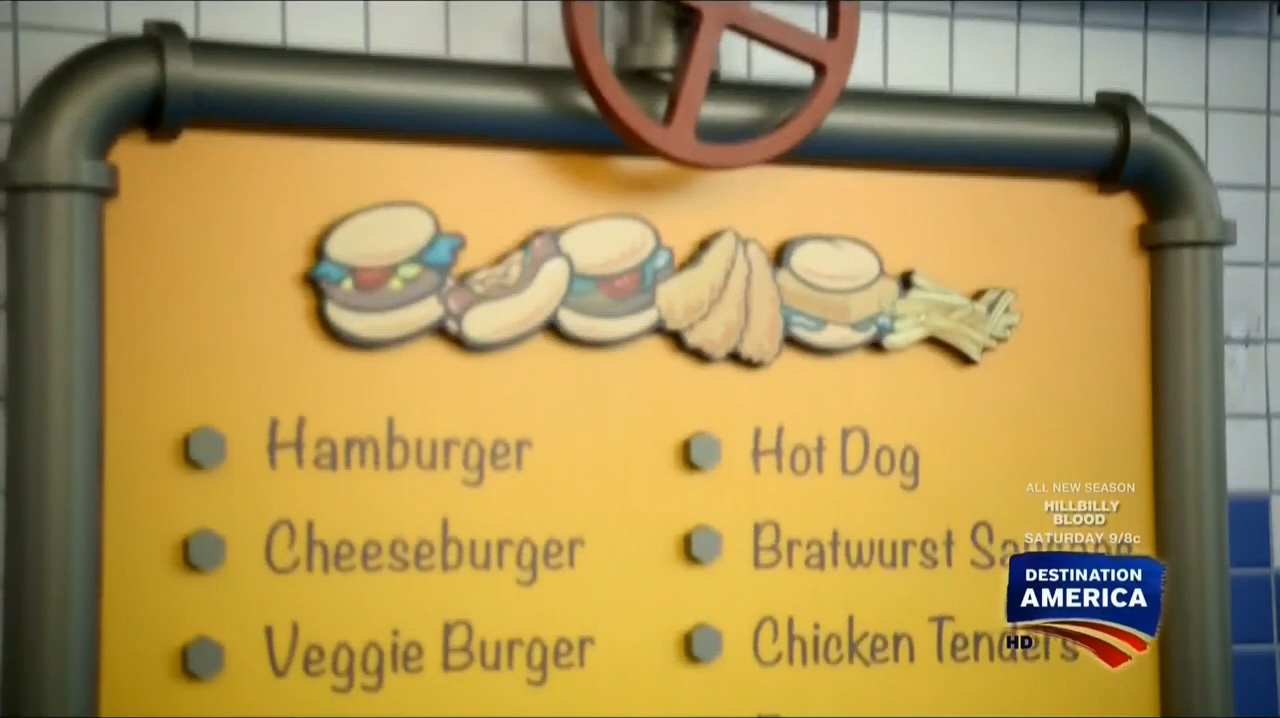 Hamburger
Cheeseburger
Veggie Burger
Hot Dog
Bratwurst Sausage
Chicken Tenders
ALL NEW SEASON
HILLBILLY
BLOOD
SATURDAY 9/8c
DESTINATION
AMERICA
HD